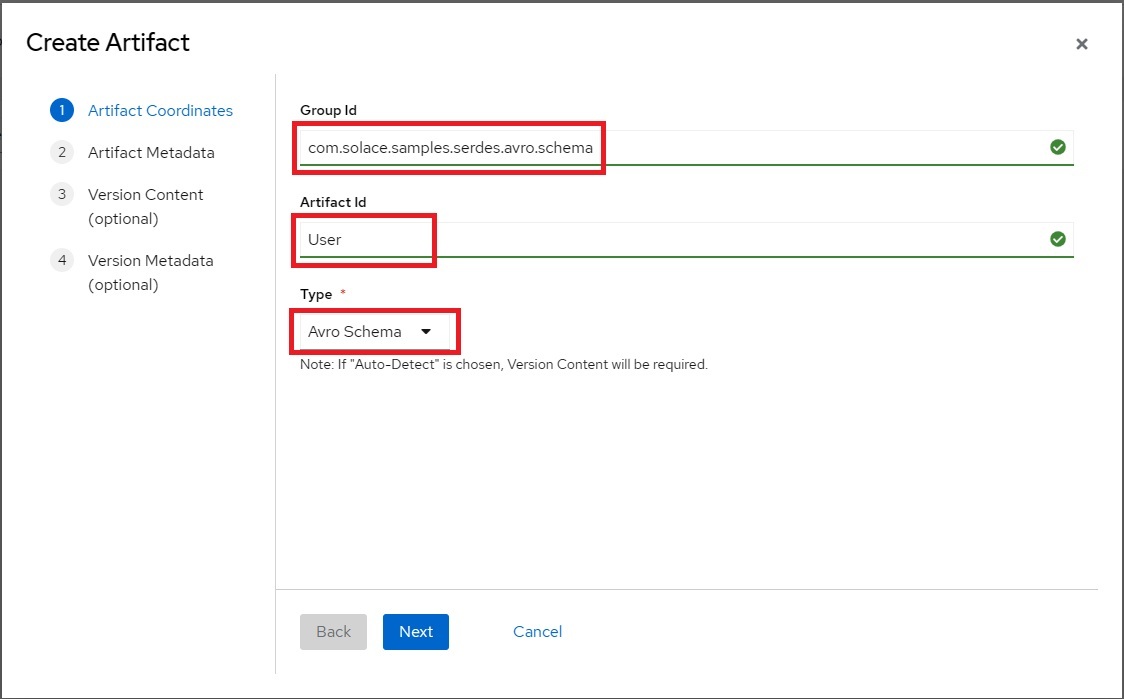 Create Artifact
1 Artifact Coordinates
2 Artifact Metadata
3 Version Content
(optional)
4 Version Metadata
(optional)
Group Id
com.solace.samples.serdes.avro.schema
Artifact Id
User
Type *
Avro Schema
Note: If "Auto-Detect" is chosen, Version Content will be required.
Back Next Cancel